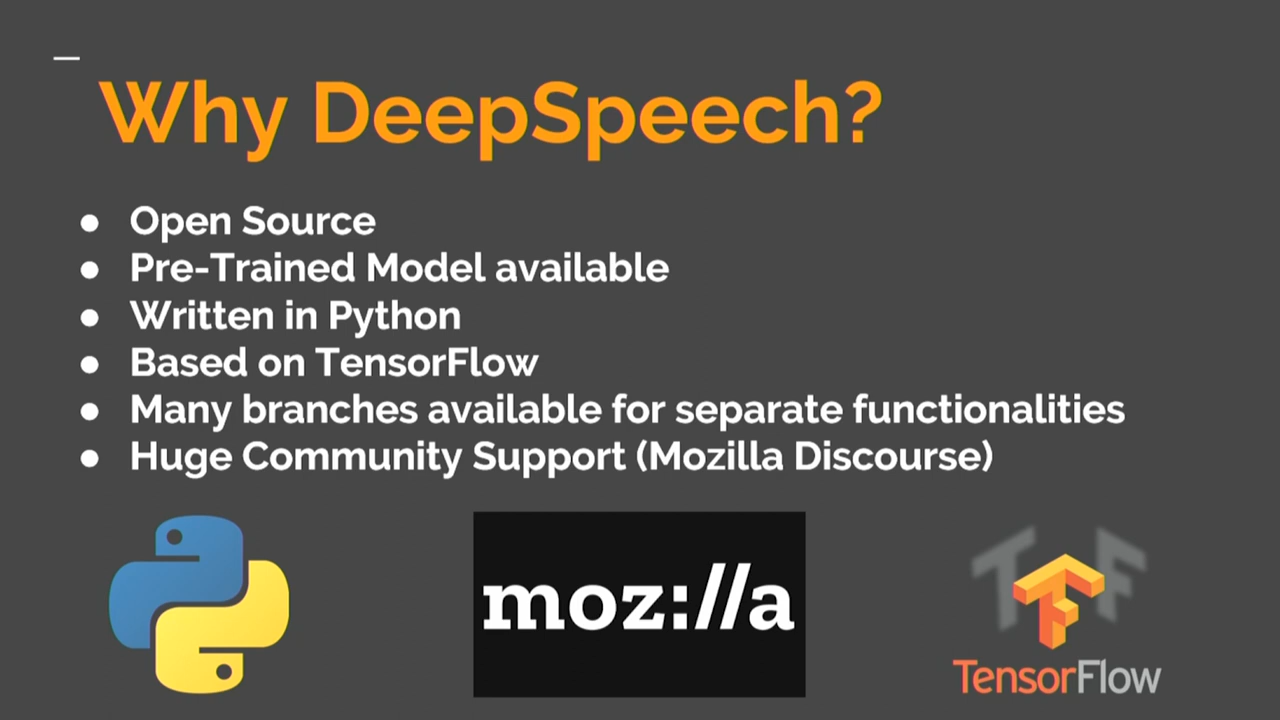 Why DeepSpeech?
● Open Source
● Pre-Trained Model available
● Written in Python
● Based on TensorFlow
● Many branches available for separate functionalities
● Huge Community Support (Mozilla Discourse)
moz://a
TensorFlow